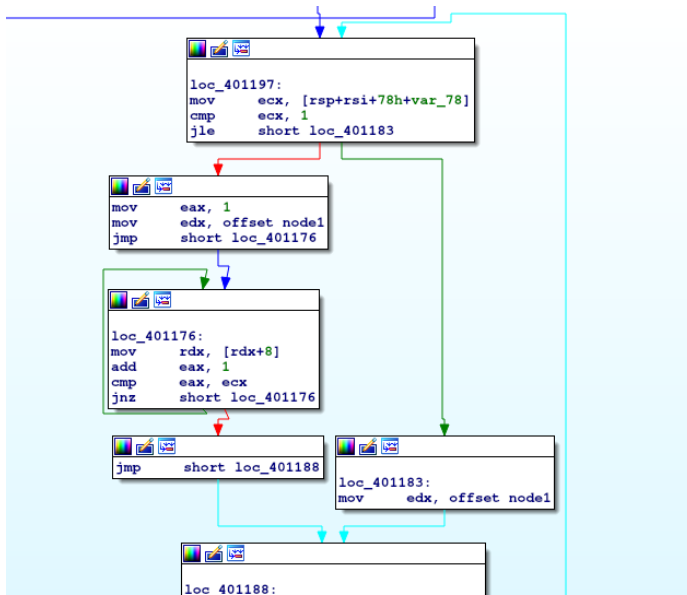 loc_401197:
mov ecx, [rsp+rsi+78h+var_78]
cmp ecx, 1
jle short loc_401183
mov eax, 1
mov edx, offset node1
jmp short loc_401176
loc_401176:
mov rdx, [rdx+8]
add eax, 1
cmp eax, ecx
jnz short loc_401176
jmp short loc_401188
loc_401183:
mov edx, offset node1
loc_401188: